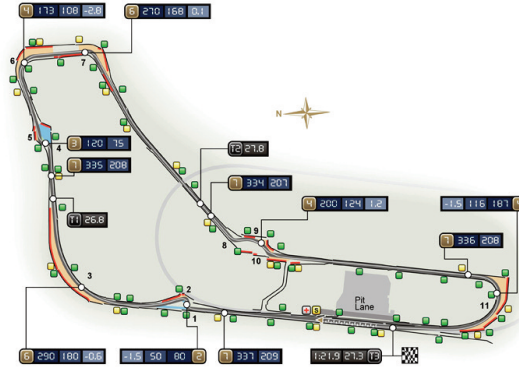 4 173 108 -2.8
6 270 168 0.1
6
7
5
4
3 120 75
7 335 208
T1 26.8
N
T2 27.8
7 334 207
4 200 124 1.2
-1.5 116 187
9
8
10
7 336 208
3
2
1
11
Pit
Lane
S
6 290 180 -0.6
-1.5 50 80 2
7 337 209
1:21.9 27.3 T3